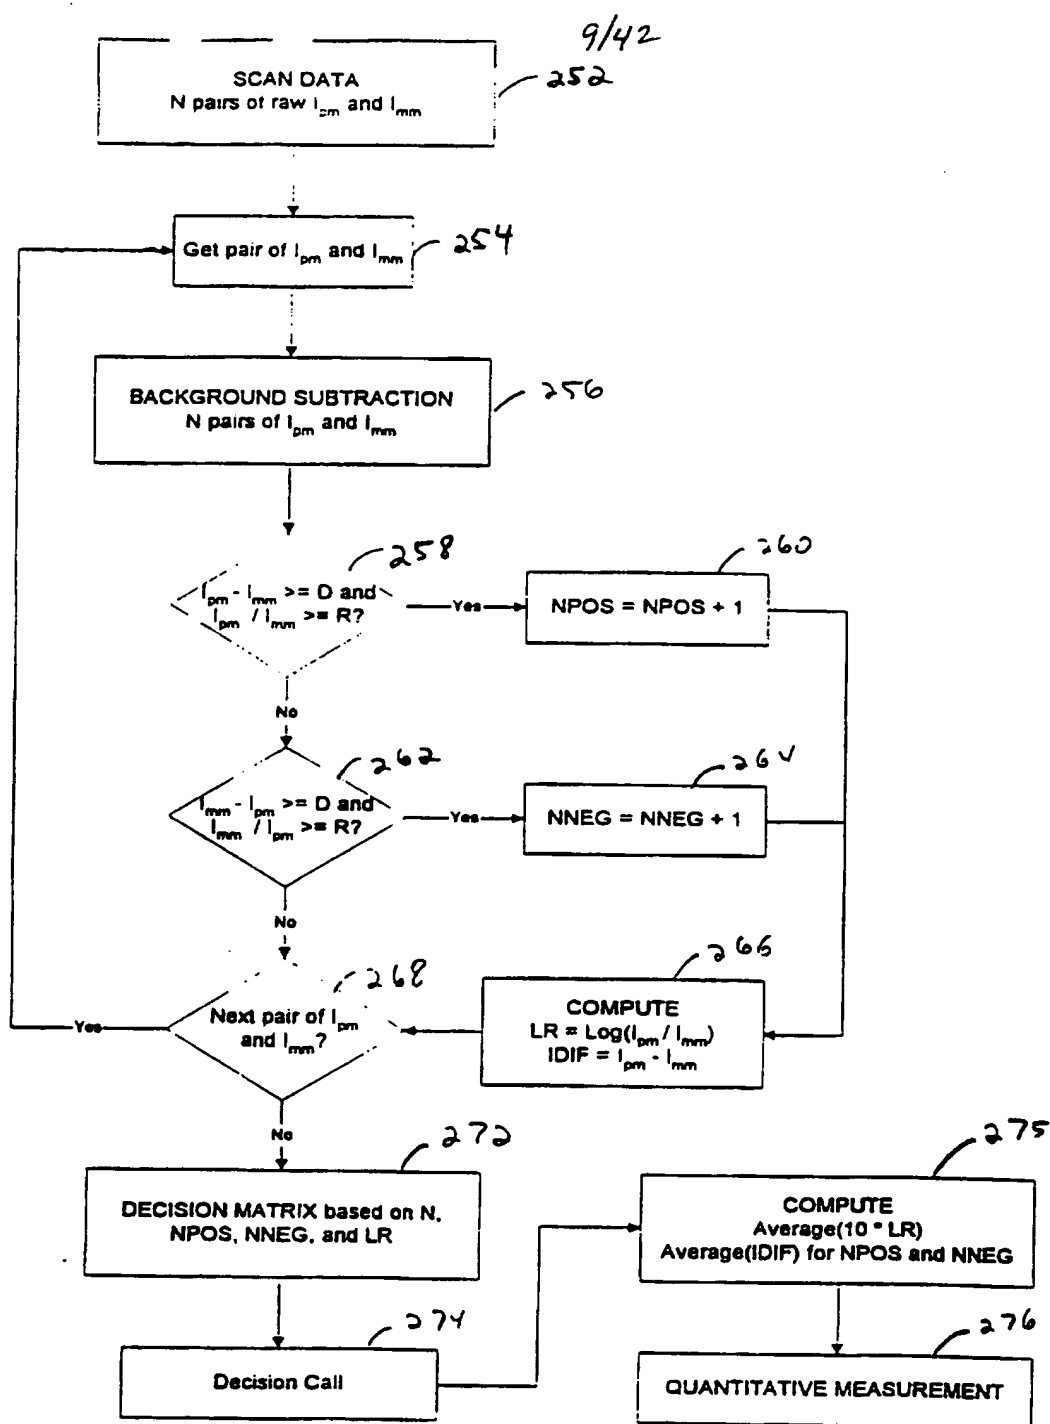 9/42
SCAN DATA
N pairs of raw Ipm and Imm
252
Get pair of Ipm and Imm
254
BACKGROUND SUBTRACTION
N pairs of Ipm and Imm
256
258
Ipm - Imm >= D and
Ipm / Imm >= R?
Yes
260
NPOS = NPOS + 1
No
262
Imm - Ipm >= D and
Imm / Ipm >= R?
Yes
264
NNEG = NNEG + 1
No
268
Next pair of Ipm
and Imm?
Yes
266
COMPUTE
LR = Log(Ipm / Imm)
IDIF = Ipm - Imm
No
272
DECISION MATRIX based on N,
NPOS, NNEG, and LR
275
COMPUTE
Average(10 * LR)
Average(IDIF) for NPOS and NNEG
274
Decision Call
276
QUANTITATIVE MEASUREMENT